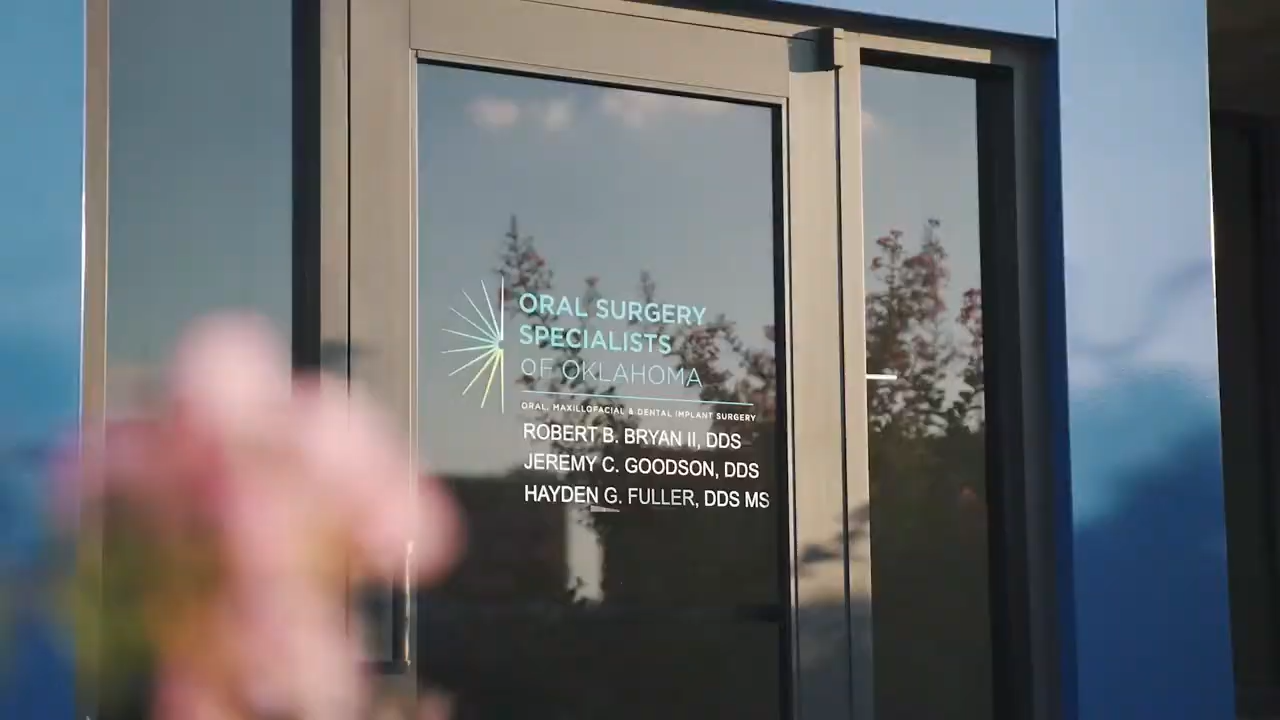 ORAL SURGERY
SPECIALISTS
OF OKLAHOMA
ORAL, MAXILLOFACIAL & DENTAL IMPLANT SURGERY
ROBERT B. BRYAN II, DDS
JEREMY C. GOODSON, DDS
HAYDEN G. FULLER, DDS MS